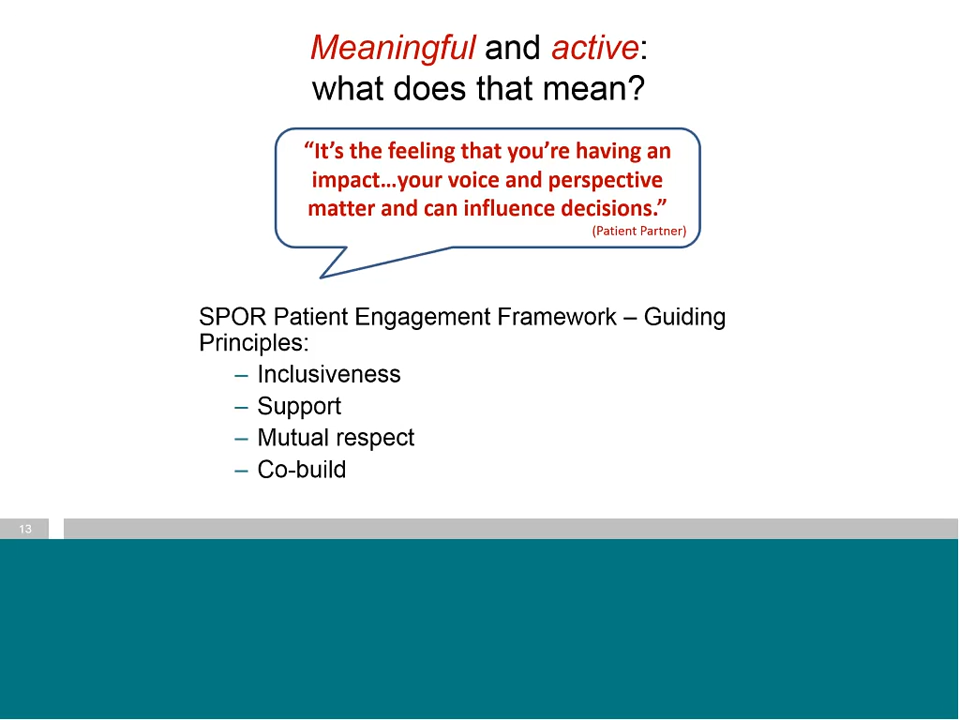 Meaningful and active:
what does that mean?
“It’s the feeling that you’re having an
impact…your voice and perspective
matter and can influence decisions.”
(Patient Partner)
SPOR Patient Engagement Framework – Guiding
Principles:
– Inclusiveness
– Support
– Mutual respect
– Co-build
13